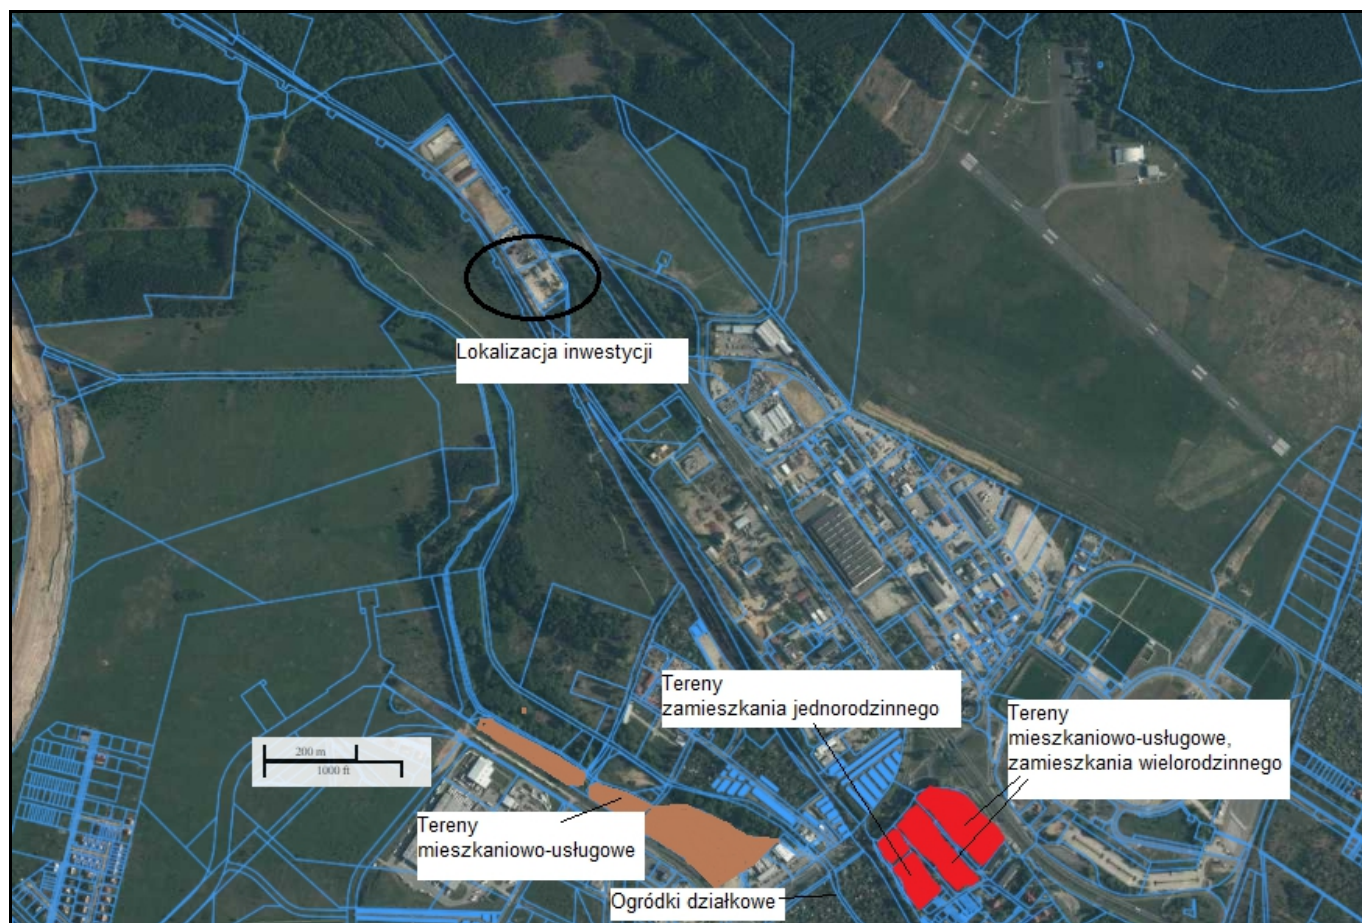 Lokalizacja inwestycji
Tereny
zamieszkania jednorodzinnego
Tereny
mieszkaniowo-usługowe,
zamieszkania wielorodzinnego
200 m
1000 ft
Tereny
mieszkaniowo-usługowe
Ogródki działkowe